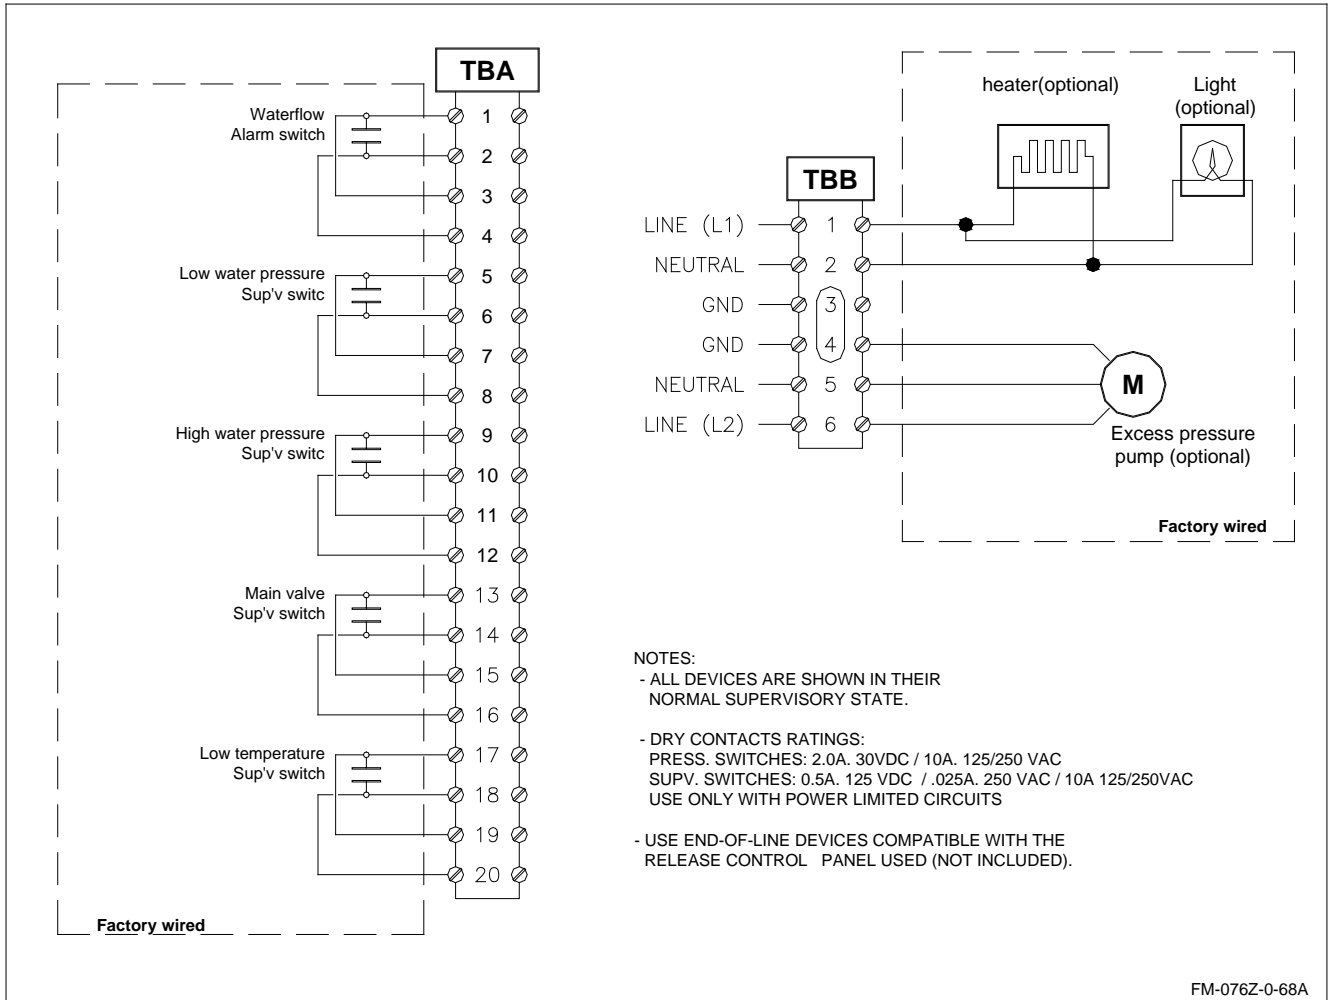 TBA
Waterflow
Alarm switch
1
2
3
4
Low water pressure
Sup'v switc
5
6
7
8
High water pressure
Sup'v switc
9
10
11
12
Main valve
Sup'v switch
13
14
15
16
Low temperature
Sup'v switch
17
18
19
20
Factory wired
heater(optional)
Light
(optional)
TBB
LINE (L1) 1
NEUTRAL 2
GND 3
GND 4
NEUTRAL 5
LINE (L2) 6
M
Excess pressure
pump (optional)
Factory wired
NOTES:
- ALL DEVICES ARE SHOWN IN THEIR
NORMAL SUPERVISORY STATE.
- DRY CONTACTS RATINGS:
PRESS. SWITCHES: 2.0A. 30VDC / 10A. 125/250 VAC
SUPV. SWITCHES: 0.5A. 125 VDC / .025A. 250 VAC / 10A 125/250VAC
USE ONLY WITH POWER LIMITED CIRCUITS
- USE END-OF-LINE DEVICES COMPATIBLE WITH THE
RELEASE CONTROL PANEL USED (NOT INCLUDED).
FM-076Z-0-68A